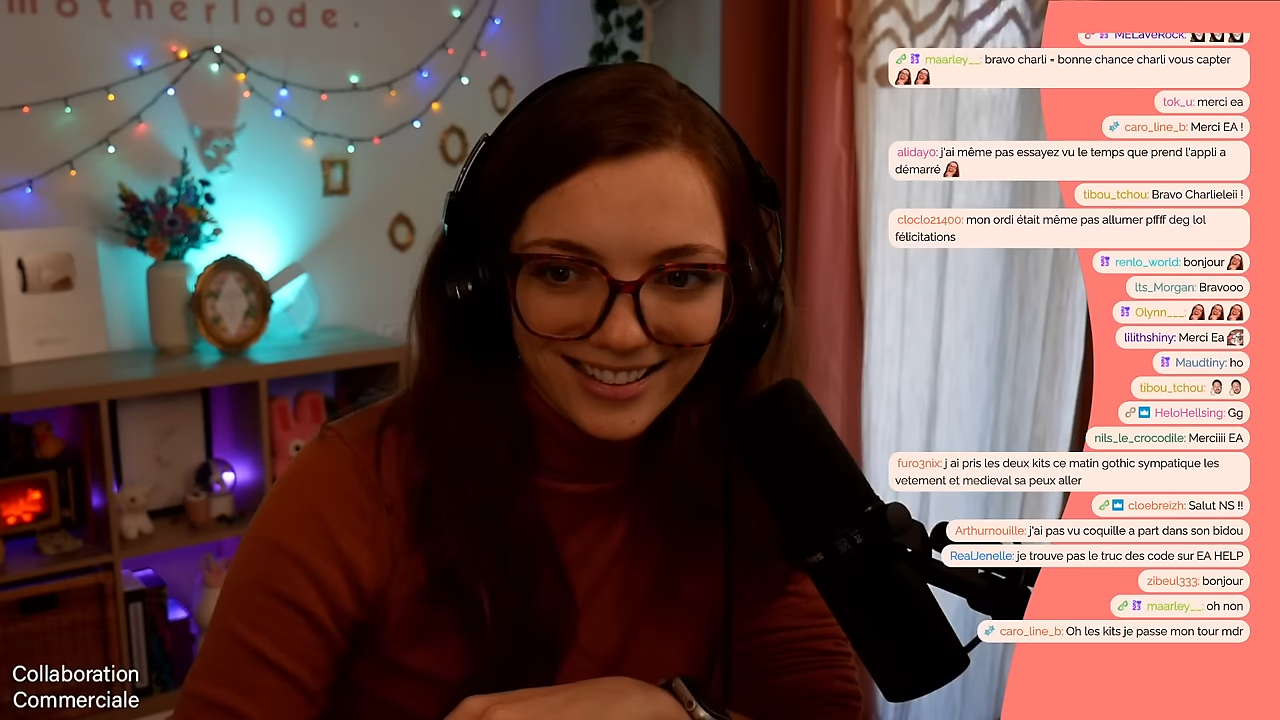 motherlode.
MELaveRock:
maarley__: bravo charli - bonne chance charli vous capter
tok_u: merci ea
caro_line_b: Merci EA !
aliday0: j'ai même pas essayez vu le temps que prend l'appli a
démarré
tibou_tchou: Bravo Charlieleii !
cloclo21400: mon ordi était même pas allumer pfff deg lol
félicitations
renlo_world: bonjour
Its_Morgan: Bravooo
Olynn___:
lilithshiny: Merci Ea
Maudtiny: ho
tibou_tchou:
HeloHellsing: Gg
nils_le_crocodile: Merciiii EA
furo3nix: j ai pris les deux kits ce matin gothic sympatique les
vetement et medieval sa peux aller
cloebreizh: Salut NS !!
Arthurnouille: j'ai pas vu coquille a part dans son bidou
RealJenelle: je trouve pas le truc des code sur EA HELP
zibeul333: bonjour
maarley__: oh non
caro_line_b: Oh les kits je passe mon tour mdr
Collaboration
Commerciale